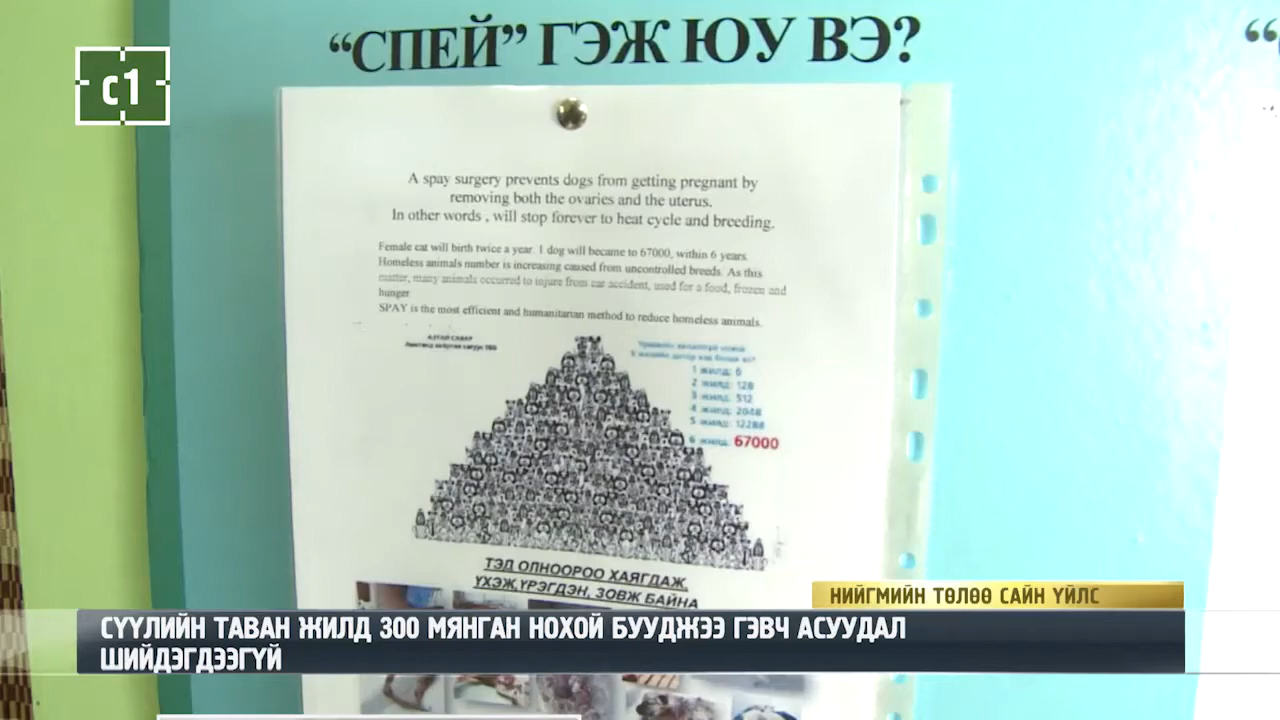 “СПЕЙ” ГЭЖ ЮУ ВЭ?
c1
A spay surgery prevents dogs from getting pregnant by
removing both the ovaries and the uterus.
In other words , will stop forever to heat cycle and breeding.
Female cat will birth twice a year. 1 dog will became to 67000, within 6 years.
Homeless animals number is increasing caused from uncontrolled breeds. As this
matter, many animals occurred to injure from car accident, used for a food, frozen and
hunger
SPAY is the most efficient and humanitarian method to reduce homeless animals.
1 жилд: 6
2 жилд: 128
3 жилд: 512
4 жилд: 2048
5 жилд: 12288
6 жилд: 67000
ТЭД ОЛНООРОО ХАЯГДАЖ,
ҮХЭЖ,ҮРЭГДЭН, ЗОВЖ БАЙНА
НИЙГМИЙН ТӨЛӨӨ САЙН ҮЙЛС
СҮҮЛИЙН ТАВАН ЖИЛД 300 МЯНГАН НОХОЙ БУУДЖЭЭ ГЭВЧ АСУУДАЛ
ШИЙДЭГДЭЭГҮЙ